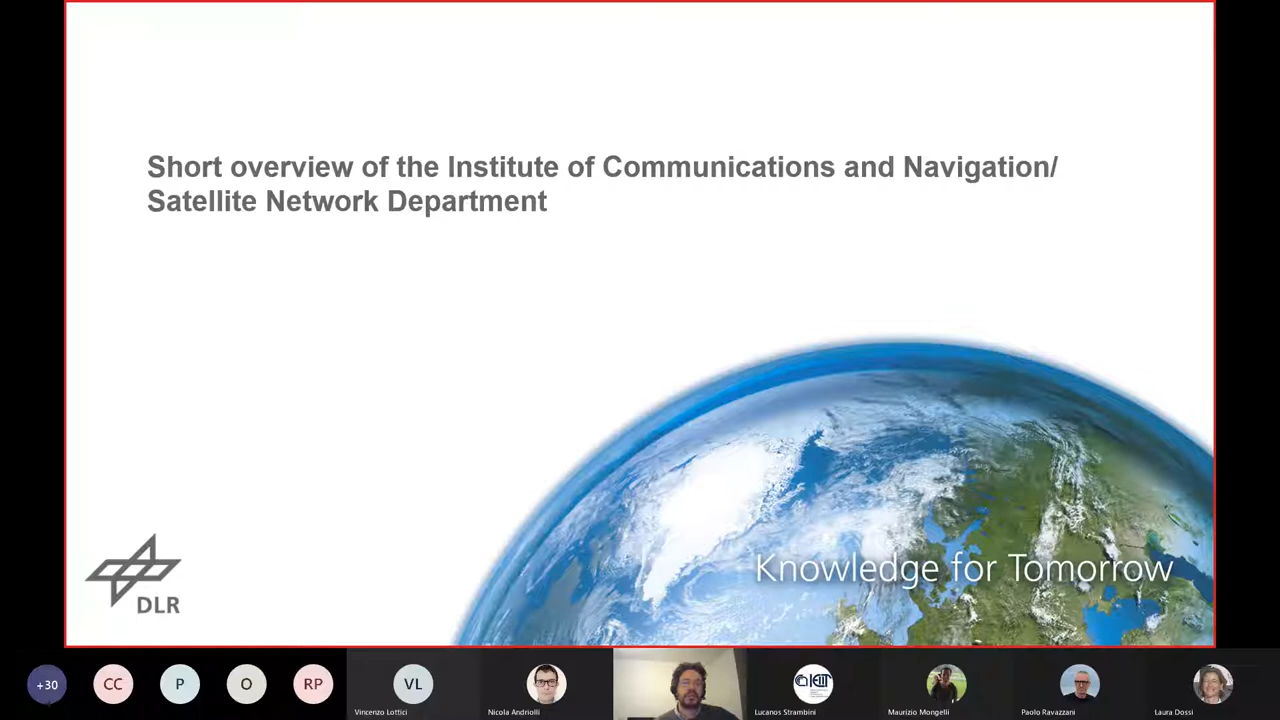 Short overview of the Institute of Communications and Navigation/
Satellite Network Department
Knowledge for Tomorrow
DLR
+30
CC
P
O
RP
VL
Vincenzo Lottici
Nicola Andriolli
IEIIT
Lucanos Strambini
Maurizio Mongelli
Paolo Ravazzani
Laura Dossi